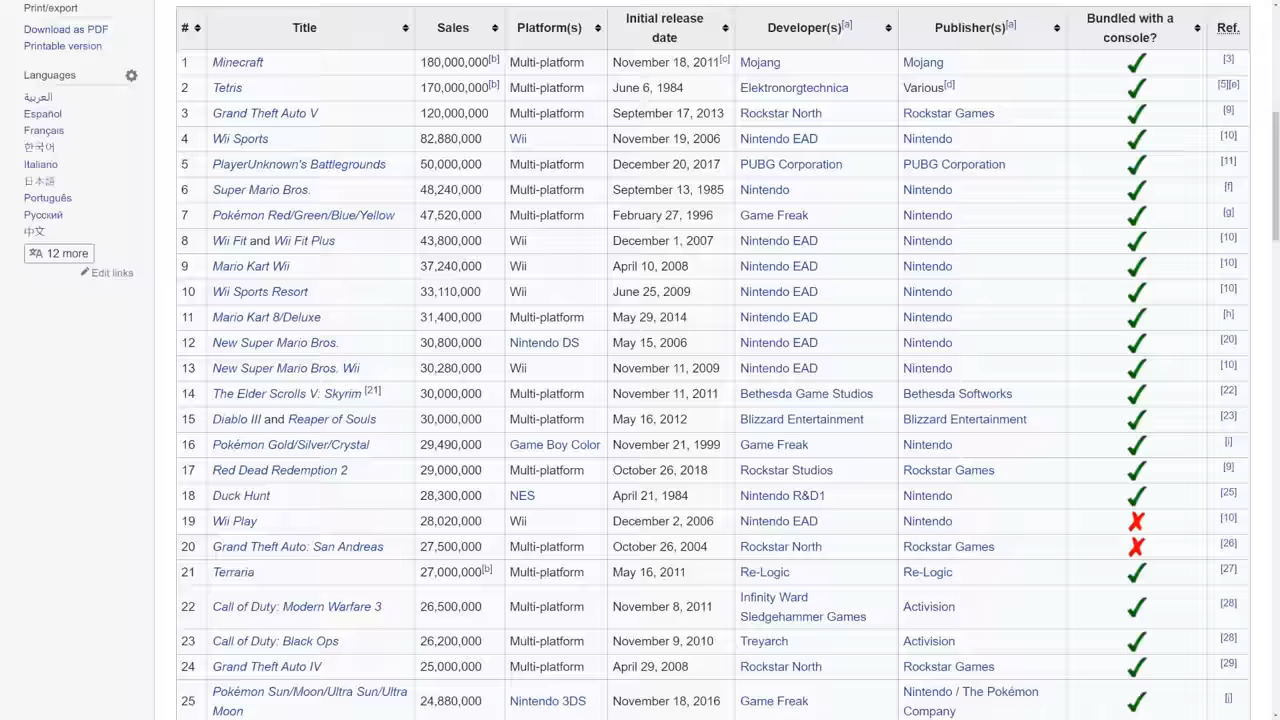 Print/export
Download as PDF
Printable version
Languages
العربية
Español
Français
한국어
Italiano
日本語
Português
Русский
中文
12 more
Edit links
# Title Sales Platform(s) Initial release date Developer(s)[a] Publisher(s)[a] Bundled with a console? Ref.
1 Minecraft 180,000,000[b] Multi-platform November 18, 2011[c] Mojang Mojang [3]
2 Tetris 170,000,000[b] Multi-platform June 6, 1984 Elektronorgtechnica Various[d] [5][e]
3 Grand Theft Auto V 120,000,000 Multi-platform September 17, 2013 Rockstar North Rockstar Games [9]
4 Wii Sports 82,880,000 Wii November 19, 2006 Nintendo EAD Nintendo [10]
5 PlayerUnknown's Battlegrounds 50,000,000 Multi-platform December 20, 2017 PUBG Corporation PUBG Corporation [11]
6 Super Mario Bros. 48,240,000 Multi-platform September 13, 1985 Nintendo Nintendo [f]
7 Pokémon Red/Green/Blue/Yellow 47,520,000 Multi-platform February 27, 1996 Game Freak Nintendo [g]
8 Wii Fit and Wii Fit Plus 43,800,000 Wii December 1, 2007 Nintendo EAD Nintendo [10]
9 Mario Kart Wii 37,240,000 Wii April 10, 2008 Nintendo EAD Nintendo [10]
10 Wii Sports Resort 33,110,000 Wii June 25, 2009 Nintendo EAD Nintendo [10]
11 Mario Kart 8/Deluxe 31,400,000 Multi-platform May 29, 2014 Nintendo EAD Nintendo [h]
12 New Super Mario Bros. 30,800,000 Nintendo DS May 15, 2006 Nintendo EAD Nintendo [20]
13 New Super Mario Bros. Wii 30,280,000 Wii November 11, 2009 Nintendo EAD Nintendo [10]
14 The Elder Scrolls V: Skyrim [21] 30,000,000 Multi-platform November 11, 2011 Bethesda Game Studios Bethesda Softworks [22]
15 Diablo III and Reaper of Souls 30,000,000 Multi-platform May 16, 2012 Blizzard Entertainment Blizzard Entertainment [23]
16 Pokémon Gold/Silver/Crystal 29,490,000 Game Boy Color November 21, 1999 Game Freak Nintendo [i]
17 Red Dead Redemption 2 29,000,000 Multi-platform October 26, 2018 Rockstar Studios Rockstar Games [9]
18 Duck Hunt 28,300,000 NES April 21, 1984 Nintendo R&D1 Nintendo [25]
19 Wii Play 28,020,000 Wii December 2, 2006 Nintendo EAD Nintendo [10]
20 Grand Theft Auto: San Andreas 27,500,000 Multi-platform October 26, 2004 Rockstar North Rockstar Games [26]
21 Terraria 27,000,000[b] Multi-platform May 16, 2011 Re-Logic Re-Logic [27]
22 Call of Duty: Modern Warfare 3 26,500,000 Multi-platform November 8, 2011 Infinity Ward Sledgehammer Games Activision [28]
23 Call of Duty: Black Ops 26,200,000 Multi-platform November 9, 2010 Treyarch Activision [28]
24 Grand Theft Auto IV 25,000,000 Multi-platform April 29, 2008 Rockstar North Rockstar Games [29]
25 Pokémon Sun/Moon/Ultra Sun/Ultra Moon 24,880,000 Nintendo 3DS November 18, 2016 Game Freak Nintendo / The Pokémon Company [j]